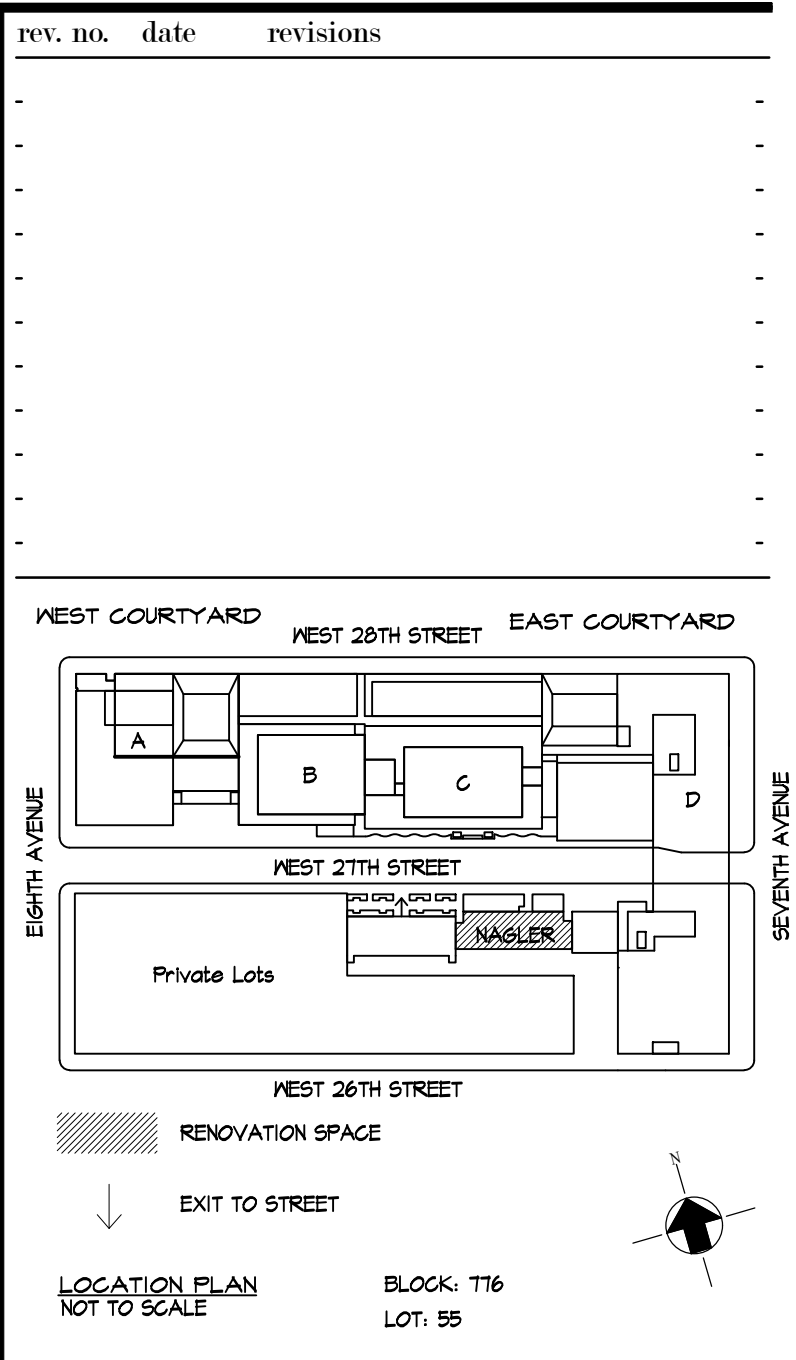 rev. no. date revisions
WEST COURTYARD
EAST COURTYARD
WEST 28TH STREET
A
B
C
D
EIGHTH AVENUE
SEVENTH AVENUE
WEST 27TH STREET
NAGLER
Private Lots
WEST 26TH STREET
RENOVATION SPACE
N
EXIT TO STREET
LOCATION PLAN
NOT TO SCALE
BLOCK: 776
LOT: 55